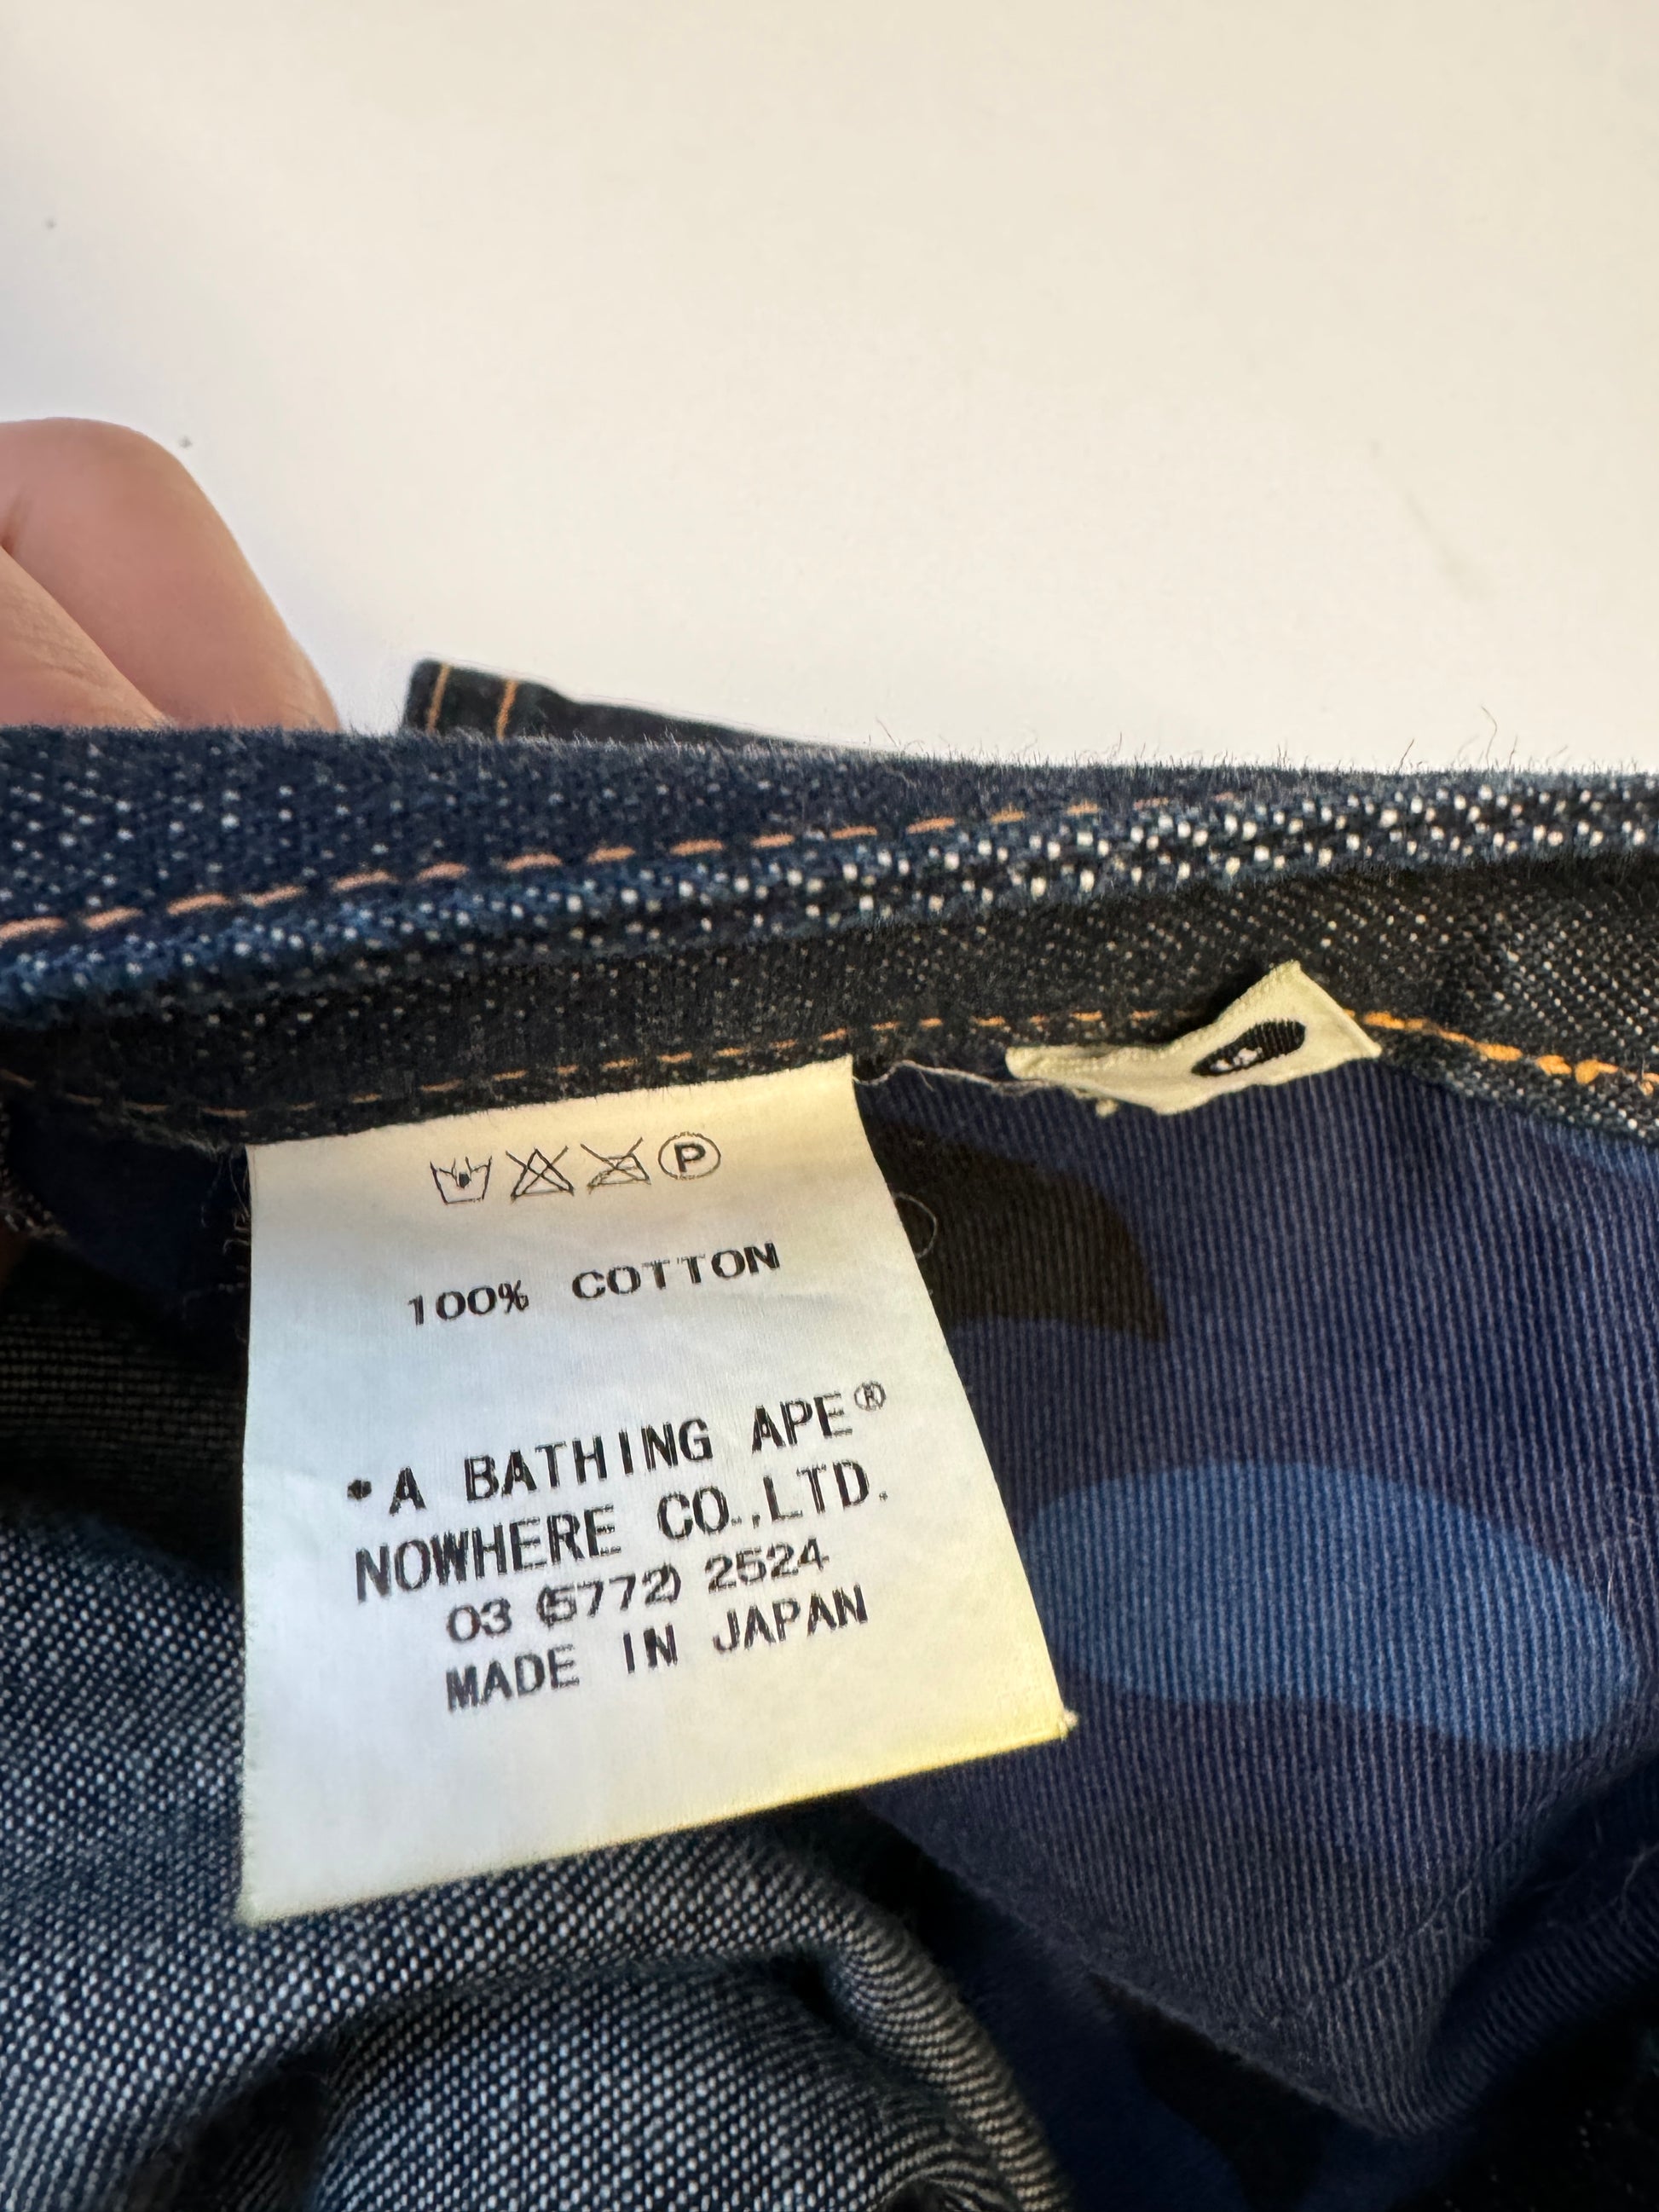 P
100% COTTON
•A BATHING APE®
NOWHERE CO.,LTD.
03 (5772) 2524
MADE IN JAPAN